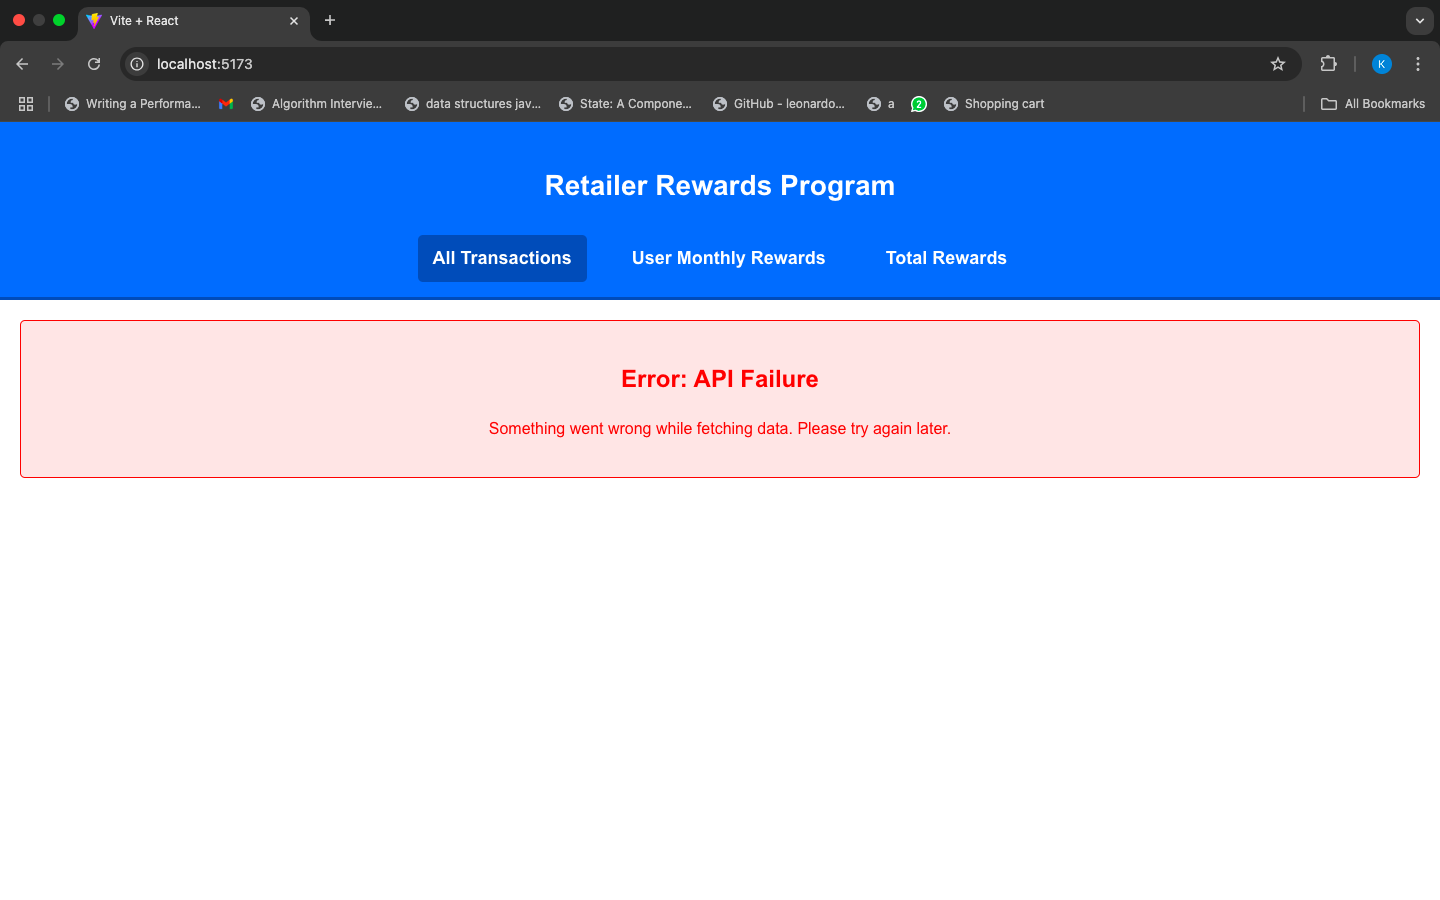 Vite + React
localhost:5173
Writing a Performa...
Algorithm Intervie...
data structures jav...
State: A Compone...
GitHub - leonardo...
a
2
Shopping cart
All Bookmarks
K
Retailer Rewards Program
All Transactions
User Monthly Rewards
Total Rewards
Error: API Failure
Something went wrong while fetching data. Please try again later.